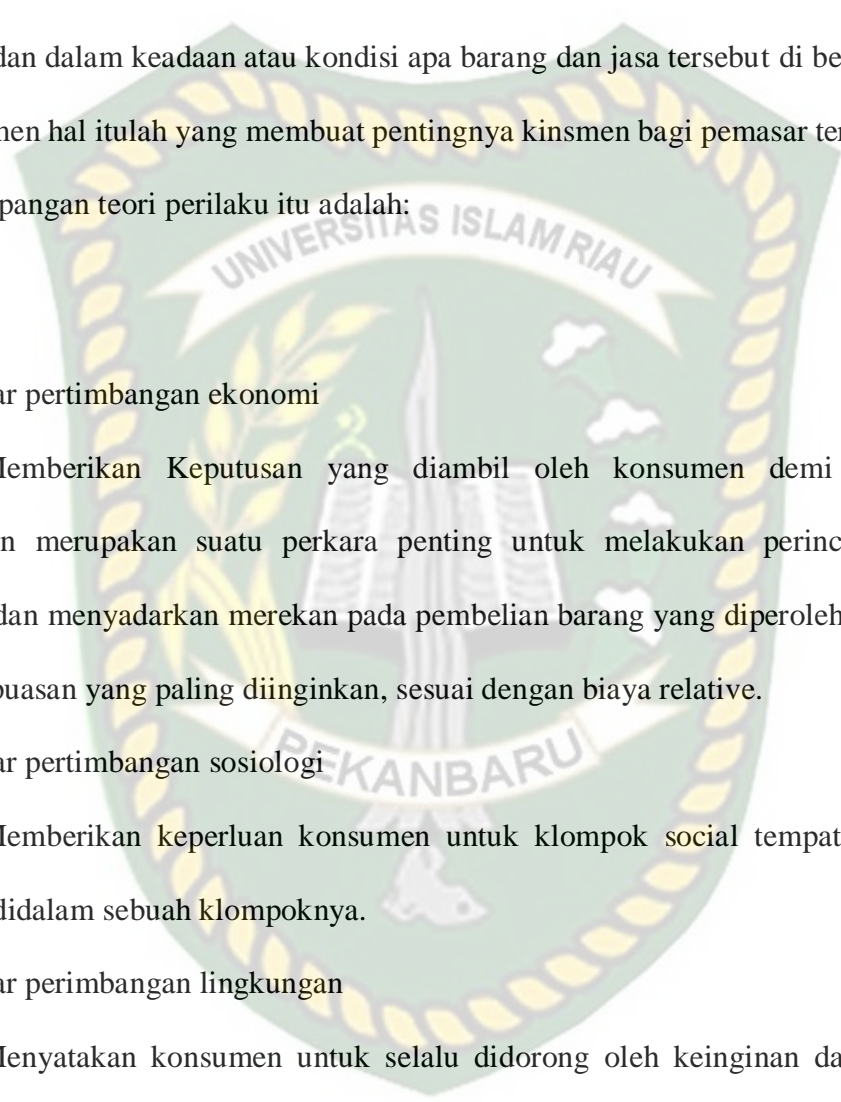 dan dalam keadaan atau kondisi apa barang dan jasa tersebut di be
men hal itulah yang membuat pentingnya kinsmen bagi pemasar ter
pangan teori perilaku itu adalah:
UNIVERSITAS ISLAM RIAU
ar pertimbangan ekonomi
Memberikan Keputusan yang diambil oleh konsumen demi
n merupakan suatu perkara penting untuk melakukan perinc
dan menyadarkan merekan pada pembelian barang yang diperoleh
puasan yang paling diinginkan, sesuai dengan biaya relative.
ar pertimbangan sosiologi
PEKANBARU
Memberikan keperluan konsumen untuk klompok social tempat
didalam sebuah klompoknya.
ar perimbangan lingkungan
Menyatakan konsumen untuk selalu didorong oleh keinginan da